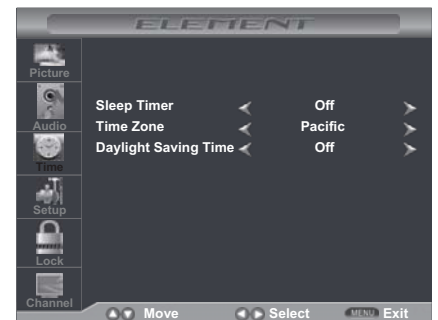 ELEMENT
Picture
Audio
Time
Setup
Lock
Channel
Sleep Timer Off
Time Zone Pacific
Daylight Saving Time Off
Move Select MENU Exit